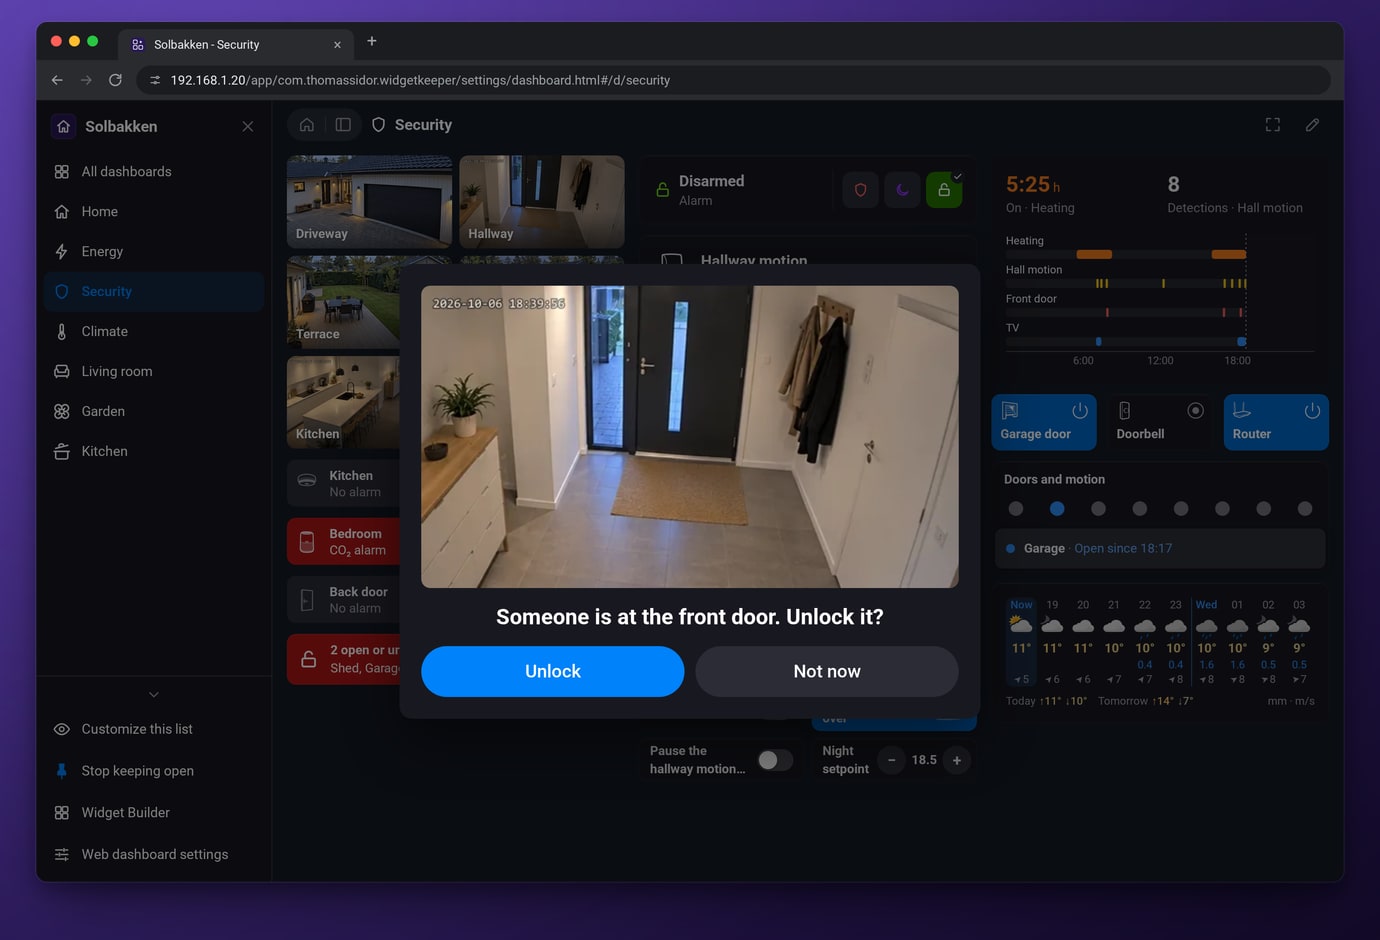 Solbakken - Security
192.168.1.20/app/com.thomassidor.widgetkeeper/settings/dashboard.html#/d/security
Solbakken
All dashboards
Home
Energy
Security
Climate
Living room
Garden
Kitchen
Customize this list
Stop keeping open
Widget Builder
Web dashboard settings
Security
Driveway
Hallway
Terrace
Kitchen
Kitchen
No alarm
Bedroom
CO₂ alarm
Back door
No alarm
2 open or un
Shed, Garag
Disarmed
Alarm
Hallway motion
2026-10-06 18:39:56
Someone is at the front door. Unlock it?
Unlock
Not now
over
Pause the
hallway motion...
Night
setpoint
− 18.5 +
5:25 h
On · Heating
8
Detections · Hall motion
Heating
Hall motion
Front door
TV
6:00 12:00 18:00
Garage door
Doorbell
Router
Doors and motion
Garage · Open since 18:17
Now 19 20 21 22 23 Wed 01 02 03
11° 11° 11° 10° 10° 10° 10° 10° 9° 9°
0.4 0.4 1.6 1.6 0.5 0.5
5 6 6 7 7 8 8 8 8 7
Today ↑11° ↓10° Tomorrow ↑14° ↓7° mm · m/s